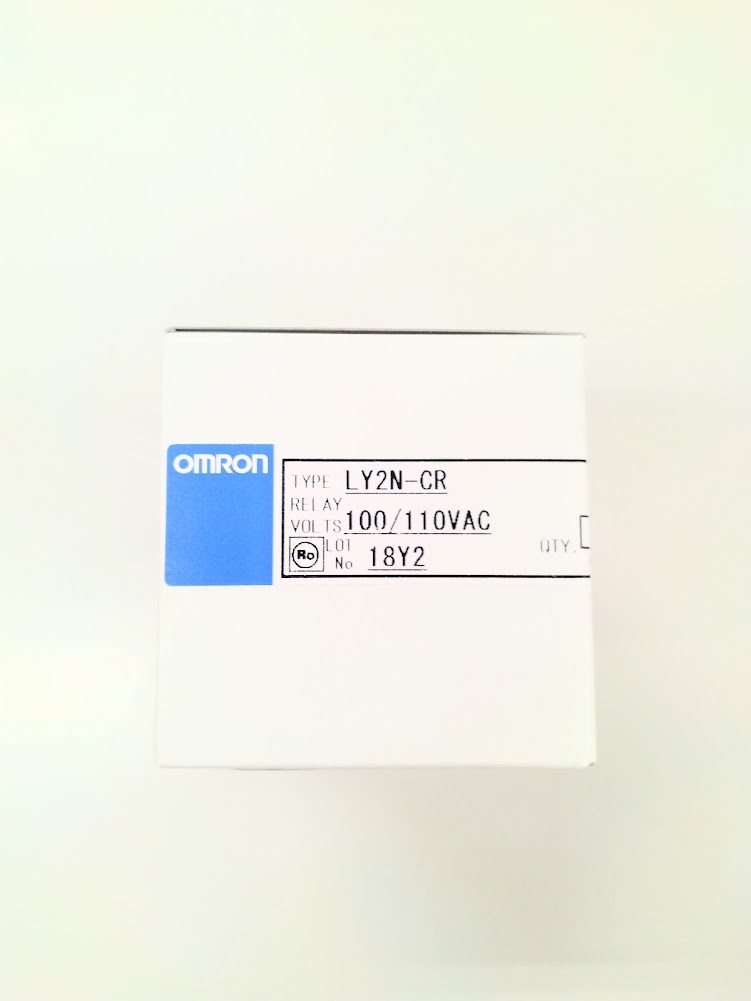 OMRON
TYPE LY2N-CR
RELAY
VOLTS 100/110VAC
Ro LOT
No 18Y2
QTY.